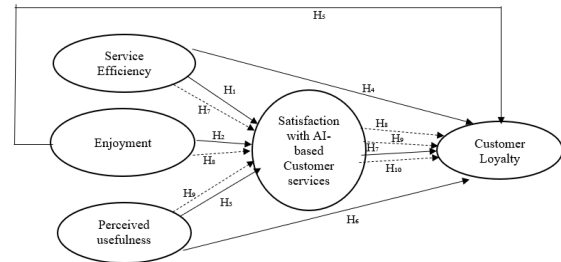 H5
Service
Efficiency
H1
H4
H7
Satisfaction
with AI-
based
Customer
services
H8
H9
Enjoyment
H2
H8
Customer
Loyalty
H7
H10
H9
H3
Perceived
usefulness
H6